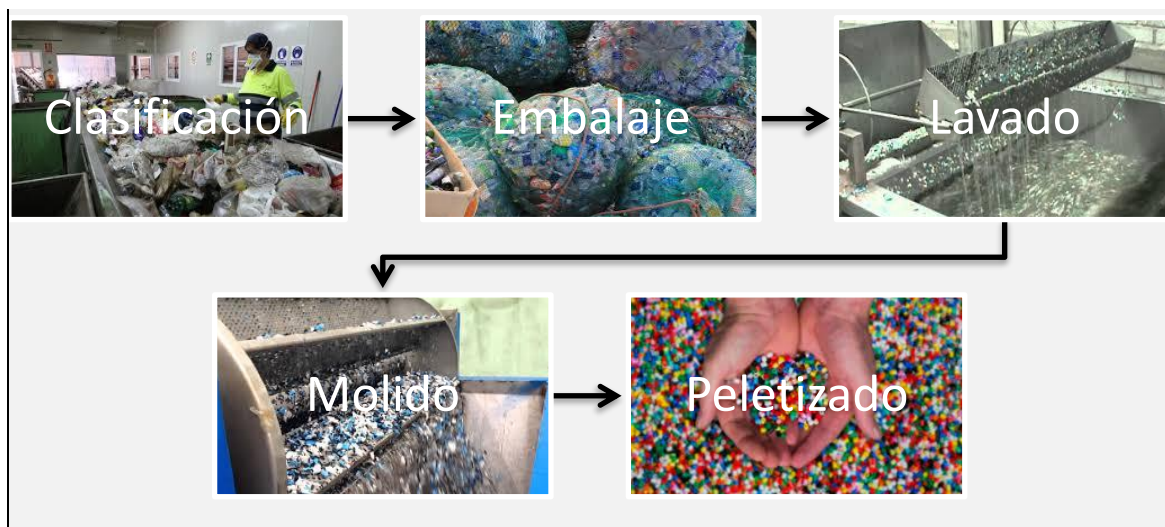 Clasificación
Embalaje
Lavado
Molido
Peletizado